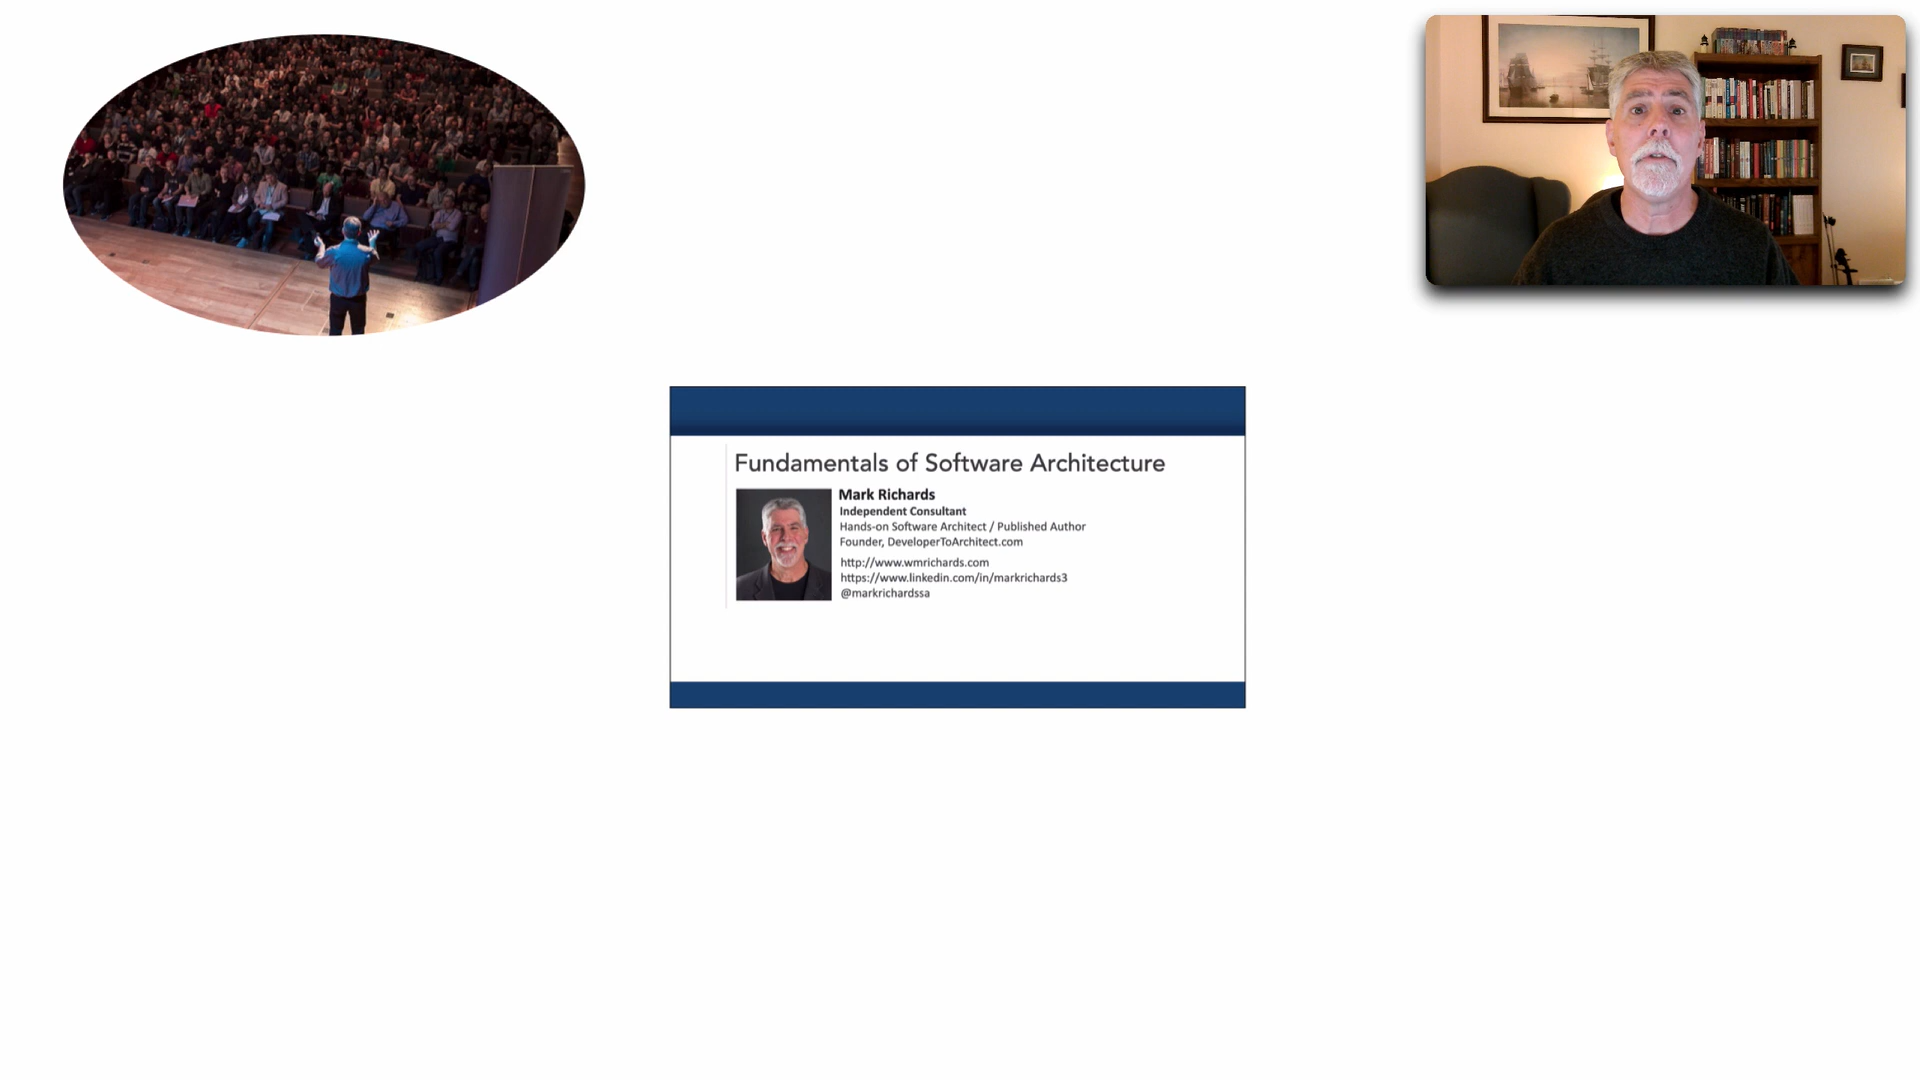 Fundamentals of Software Architecture
Mark Richards
Independent Consultant
Hands-on Software Architect / Published Author
Founder, DeveloperToArchitect.com
http://www.wmrichards.com
https://www.linkedin.com/in/markrichards3
@markrichardssa